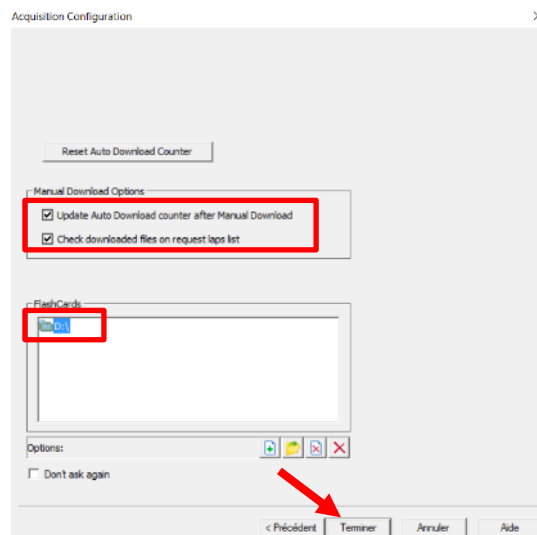 Acquisition Configuration
Reset Auto Download Counter
Manual Download Options
Update Auto Download counter after Manual Download
Check downloaded files on request laps list
FlashCards
D:\
Options:
Don't ask again
< Précédent Terminer Annuler Aide